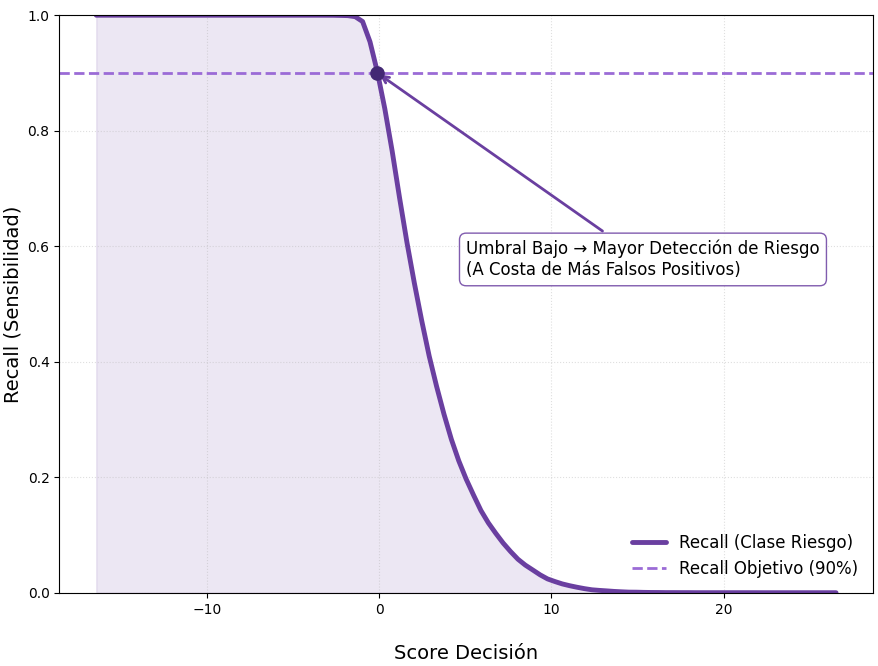 1.0
0.8
0.6
0.4
0.2
0.0
Recall (Sensibilidad)
Umbral Bajo → Mayor Detección de Riesgo
(A Costa de Más Falsos Positivos)
Recall (Clase Riesgo)
Recall Objetivo (90%)
−10
0
10
20
Score Decisión